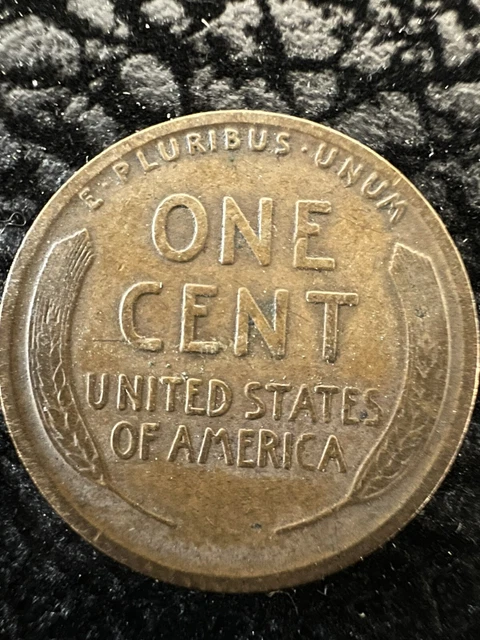 E·PLURIBUS·UNUM
ONE
CENT
UNITED STATES
OF AMERICA